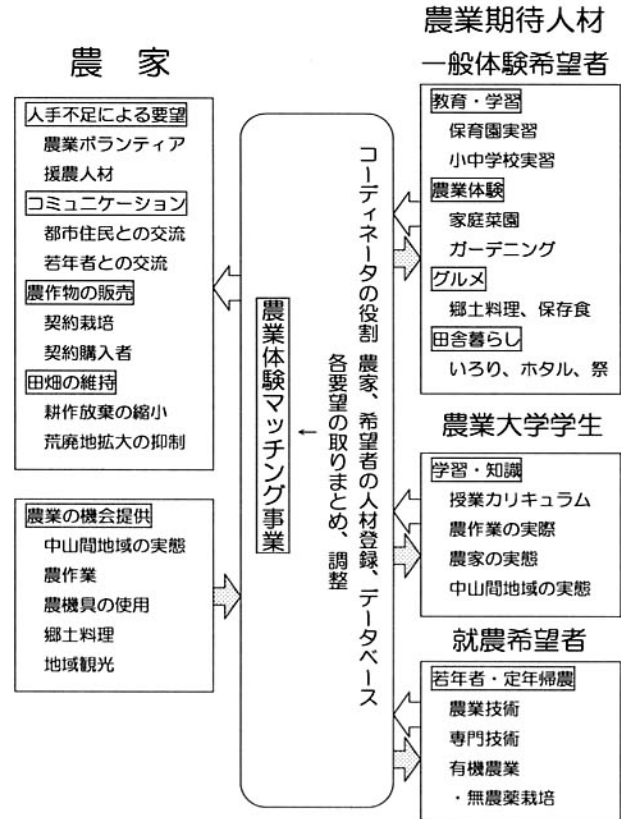 農家
人手不足による要望
農業ボランティア
援農人材
コミュニケーション
都市住民との交流
若年者との交流
農作物の販売
契約栽培
契約購入者
田畑の維持
耕作放棄の縮小
荒廃地拡大の抑制
農業の機会提供
中山間地域の実態
農作業
農機具の使用
郷土料理
地域観光
コーディネータの役割 農家、希望者の人材登録、データベース
各要望の取りまとめ、調整
↓
農業体験マッチング事業
農業期待人材
一般体験希望者
教育・学習
保育園実習
小中学校実習
農業体験
家庭菜園
ガーデニング
グルメ
郷土料理、保存食
田舎暮らし
いろり、ホタル、祭
農業大学学生
学習・知識
授業カリキュラム
農作業の実際
農家の実態
中山間地域の実態
就農希望者
若年者・定年帰農
農業技術
専門技術
有機農業
・無農薬栽培